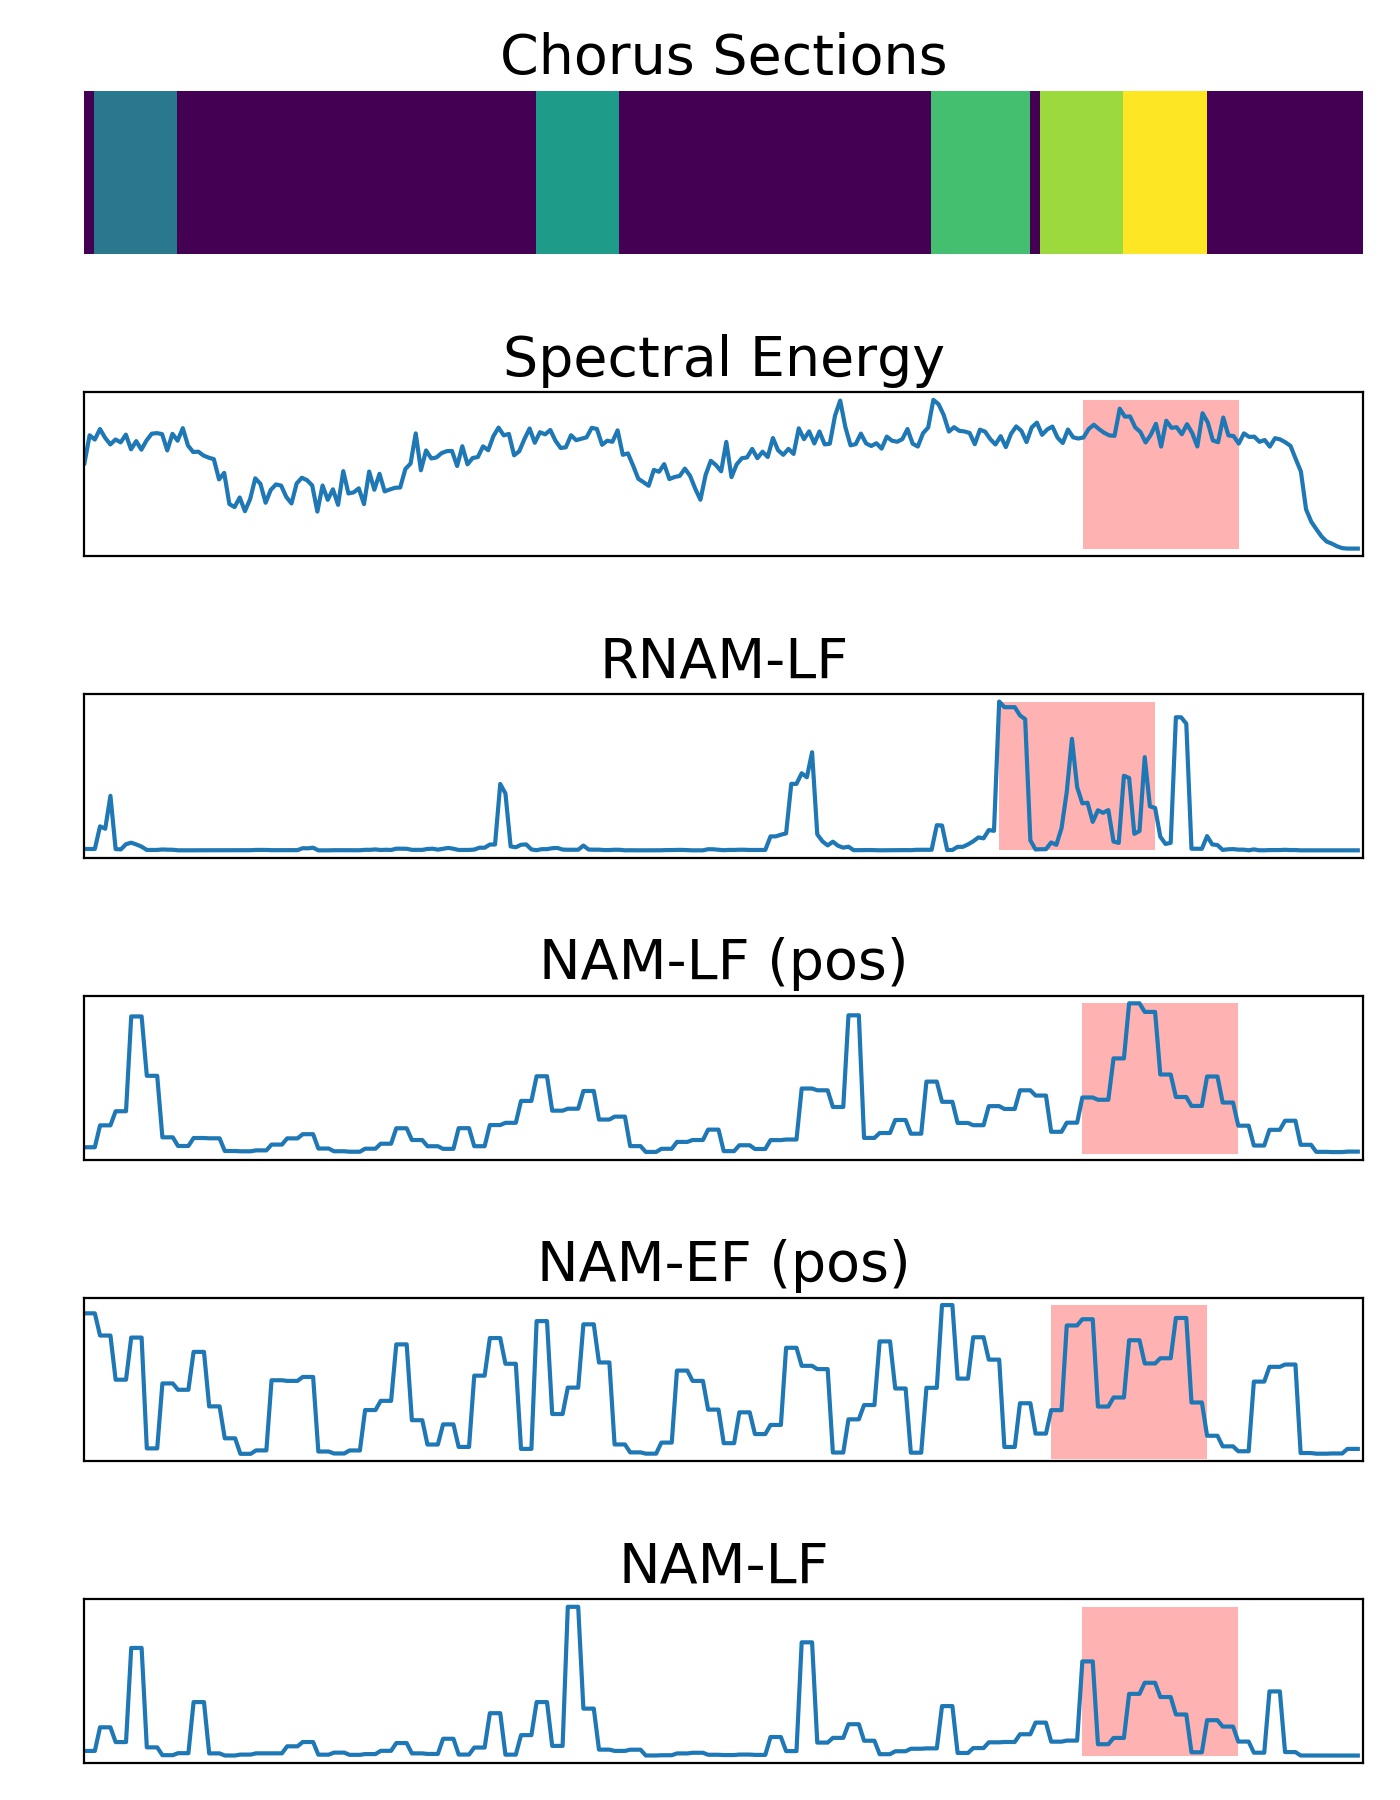 Chorus Sections
Spectral Energy
RNAM-LF
NAM-LF (pos)
NAM-EF (pos)
NAM-LF